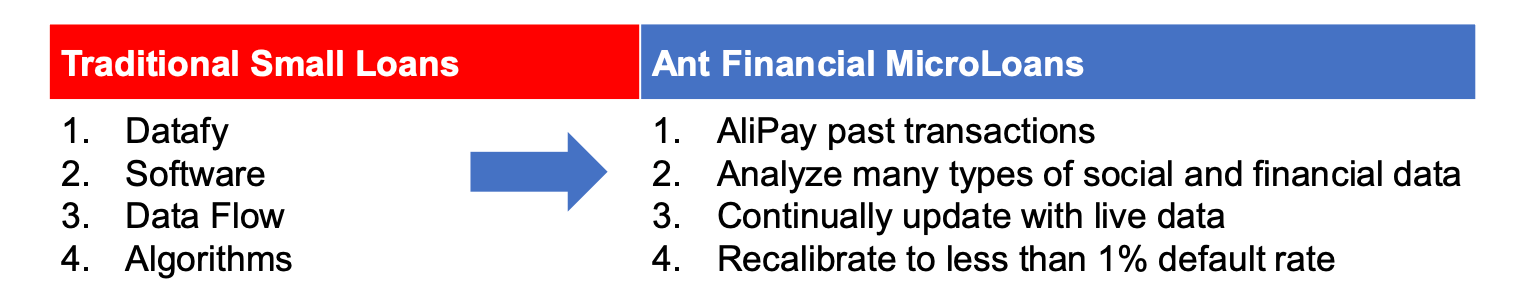 Traditional Small Loans
Ant Financial MicroLoans
1. Datafy
2. Software
3. Data Flow
4. Algorithms
1. AliPay past transactions
2. Analyze many types of social and financial data
3. Continually update with live data
4. Recalibrate to less than 1% default rate